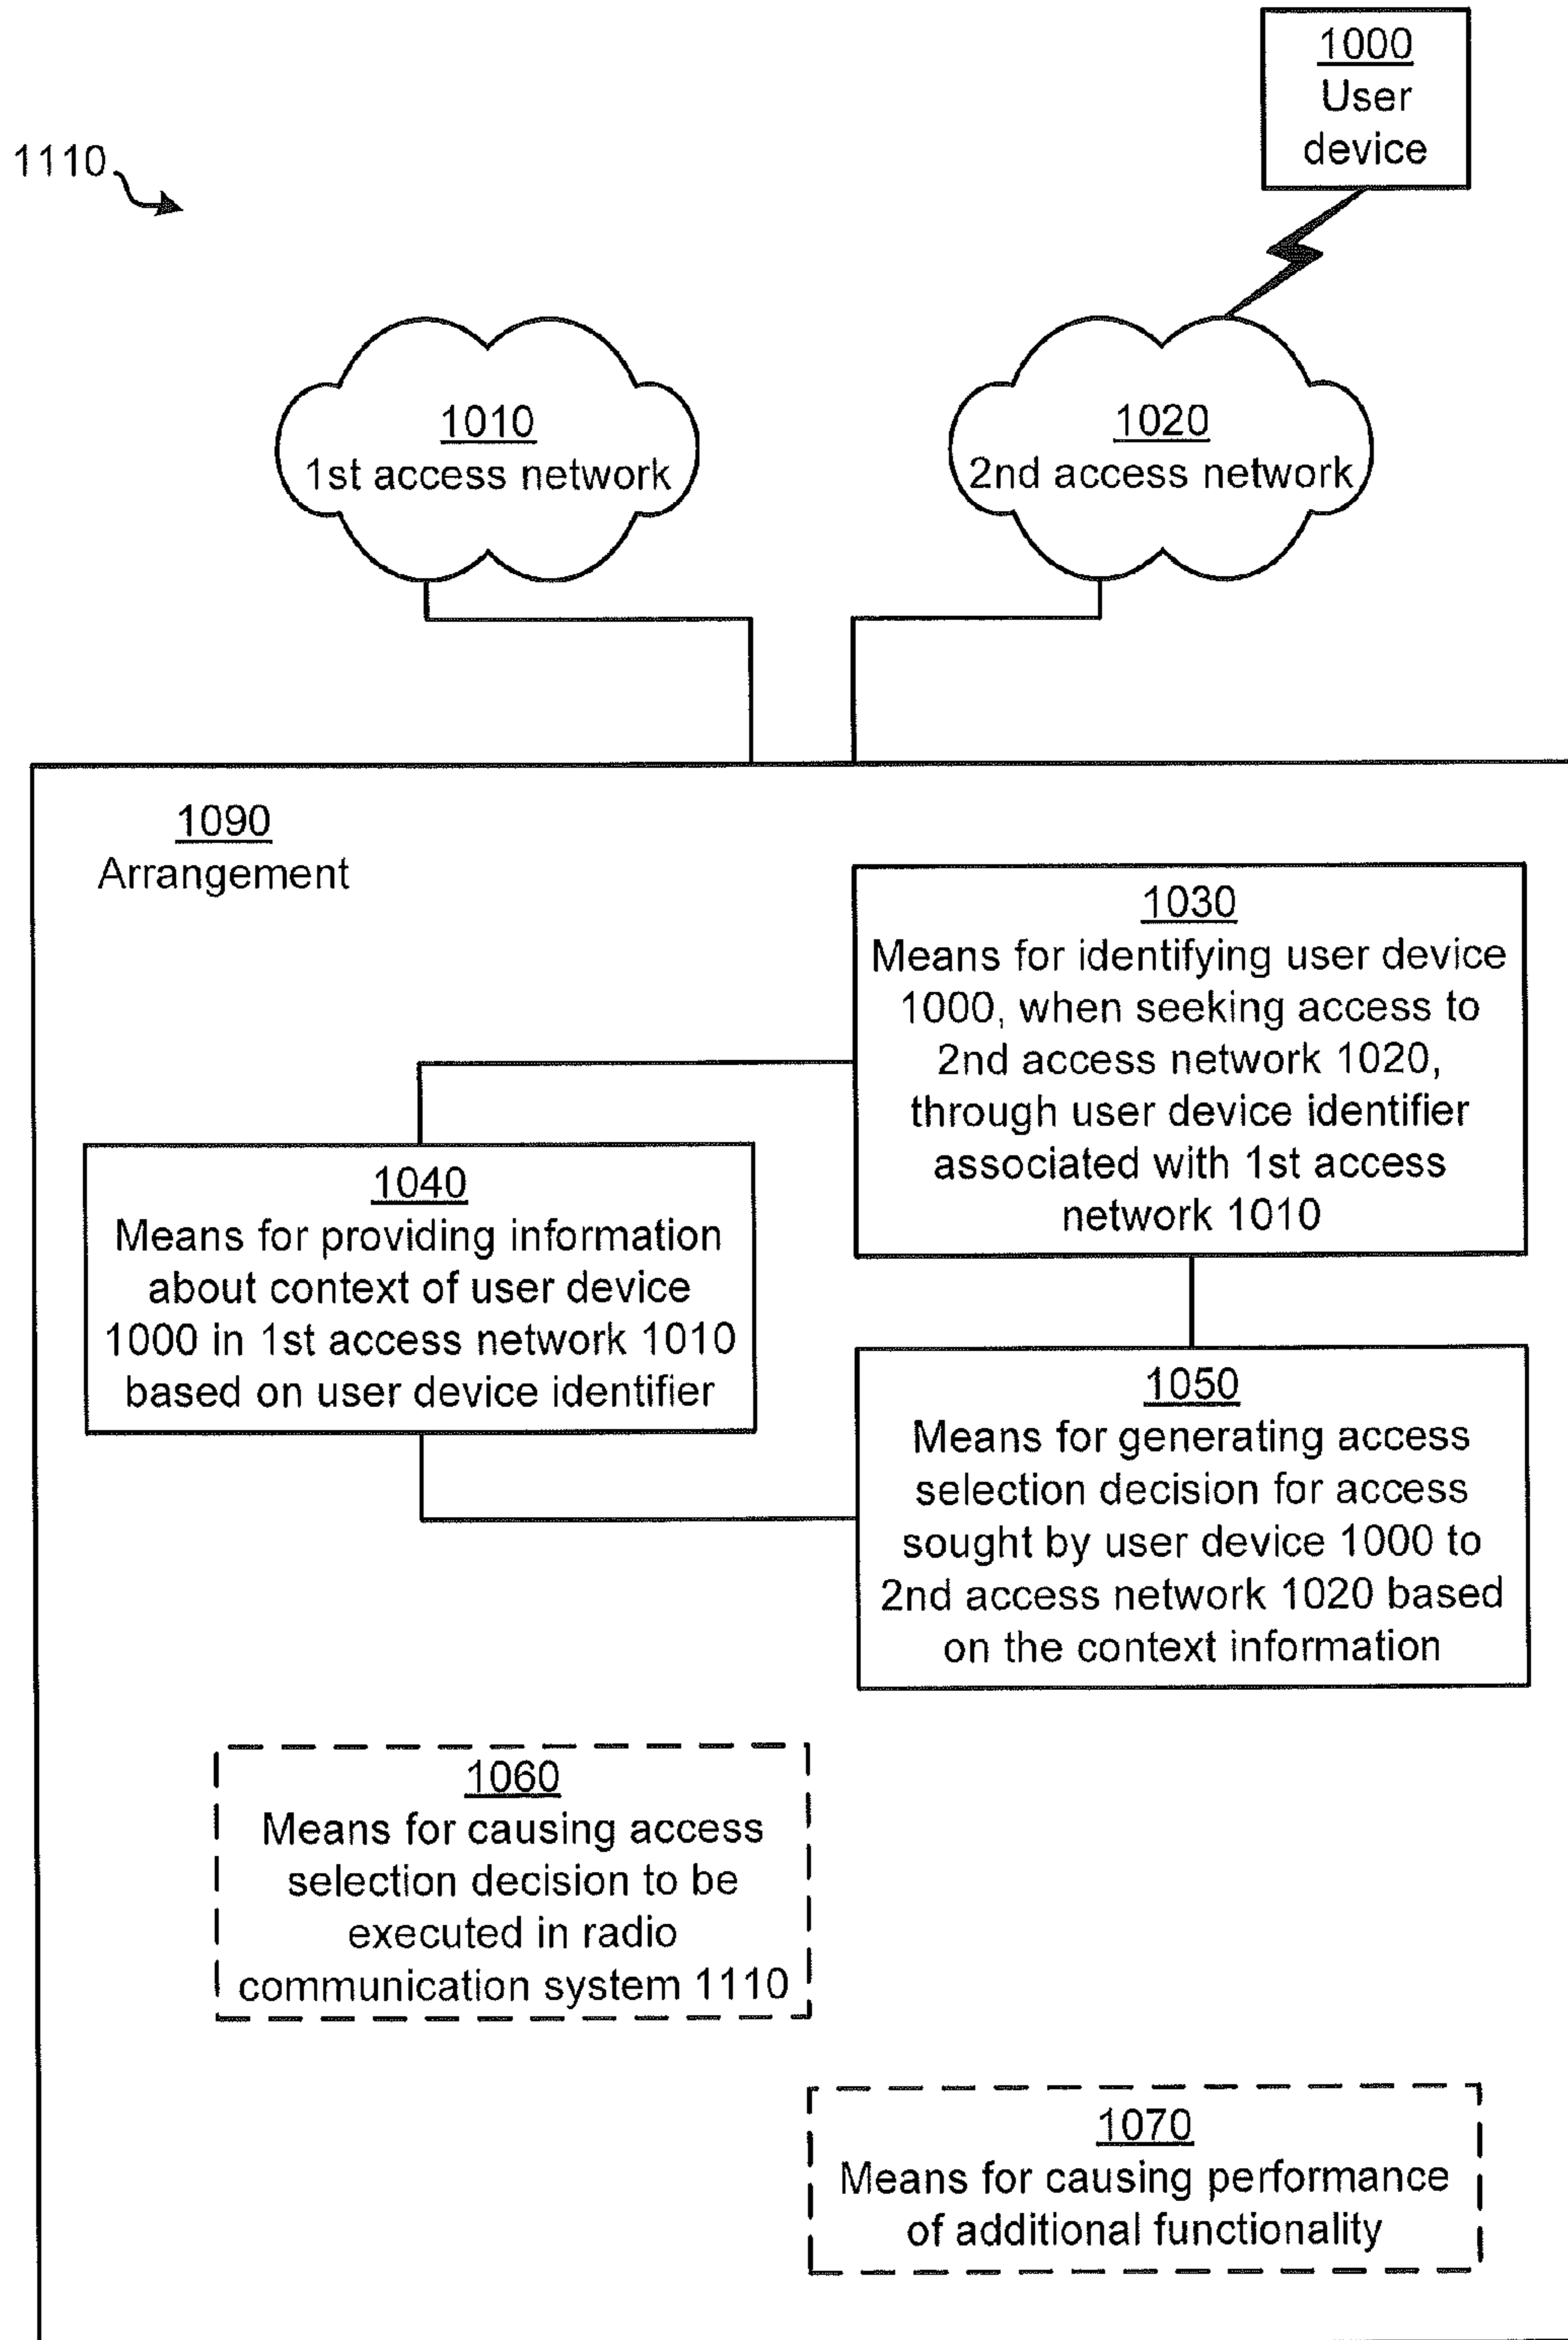 1000
User
device
1110
1010
1st access network
1020
2nd access network
1090
Arrangement
1030
Means for identifying user device
1000, when seeking access to
2nd access network 1020,
through user device identifier
associated with 1st access
network 1010
1040
Means for providing information
about context of user device
1000 in 1st access network 1010
based on user device identifier
1050
Means for generating access
selection decision for access
sought by user device 1000 to
2nd access network 1020 based
on the context information
1060
Means for causing access
selection decision to be
executed in radio
communication system 1110
1070
Means for causing performance
of additional functionality